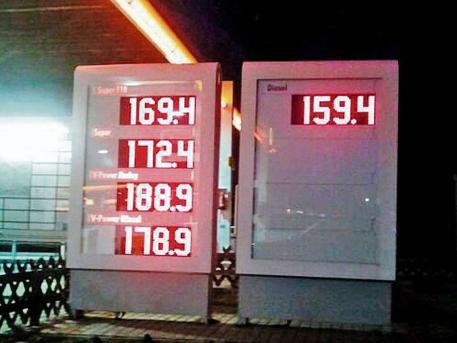 Super E10
169.4
Super
172.4
V-Power Racing
188.9
V-Power Diesel
178.9
Diesel
159.4